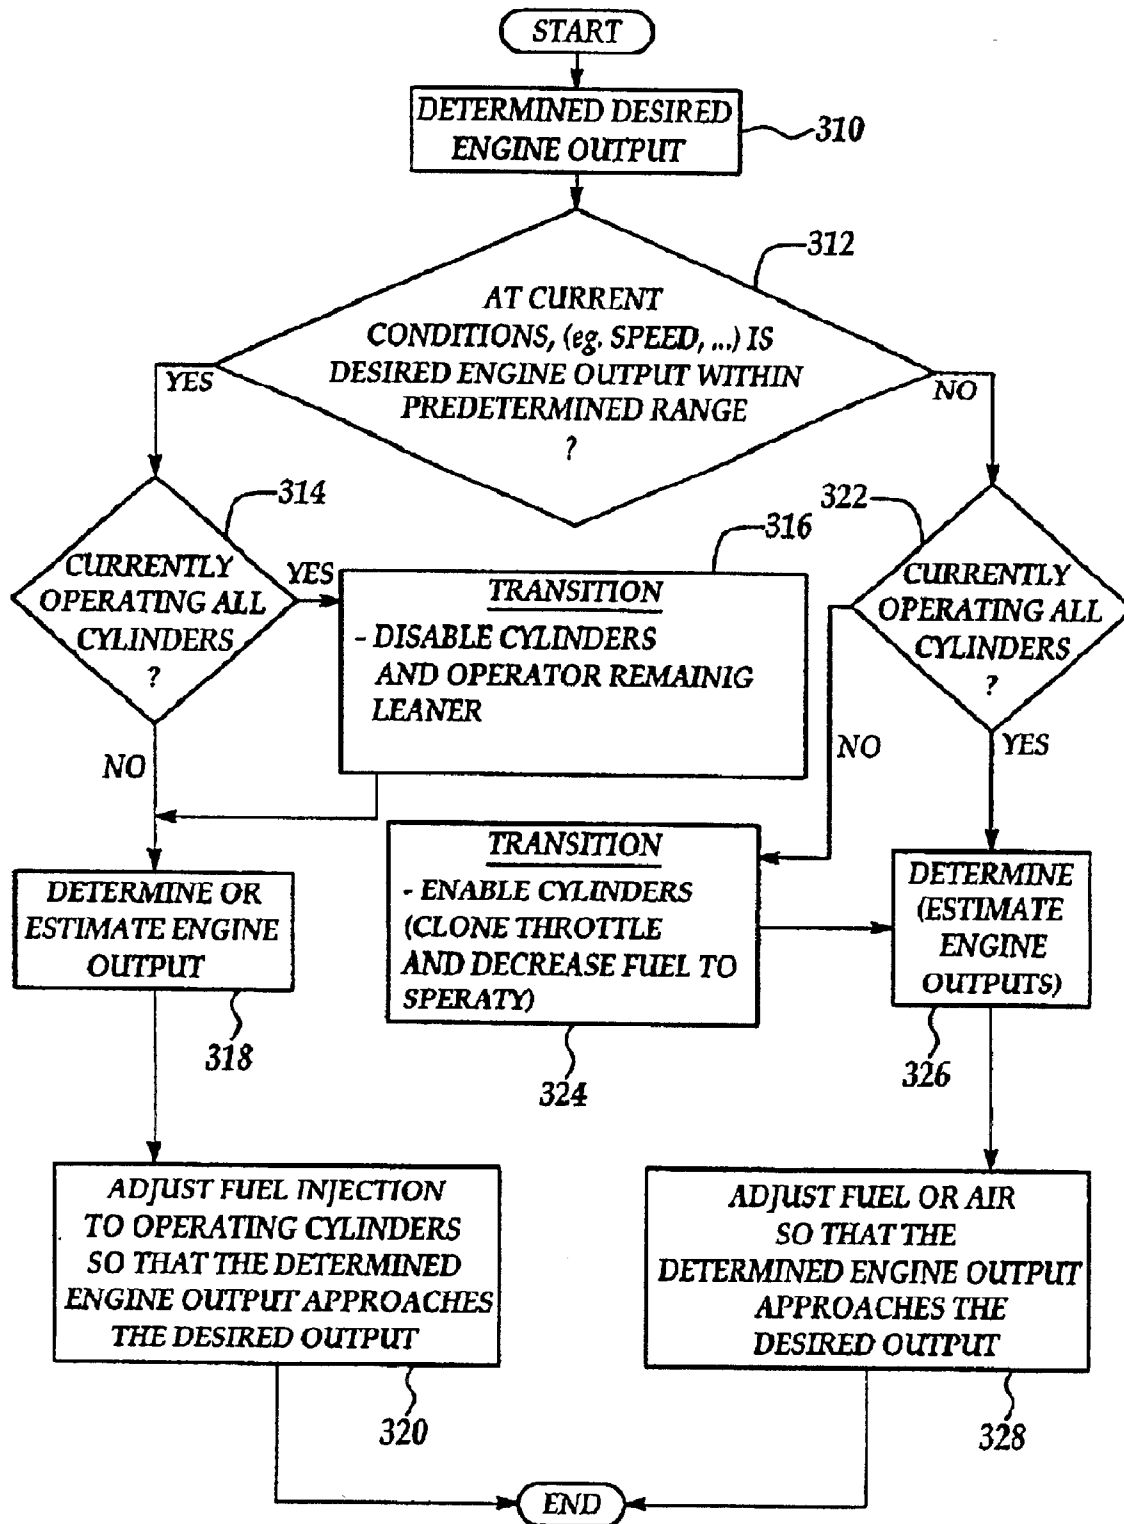 START
DETERMINED DESIRED
ENGINE OUTPUT
310
312
AT CURRENT
CONDITIONS, (eg. SPEED, ...) IS
DESIRED ENGINE OUTPUT WITHIN
PREDETERMINED RANGE
?
YES
NO
314
CURRENTLY
OPERATING ALL
CYLINDERS
?
YES
NO
316
TRANSITION
- DISABLE CYLINDERS
AND OPERATOR REMAINIG
LEANER
322
CURRENTLY
OPERATING ALL
CYLINDERS
?
NO
YES
TRANSITION
- ENABLE CYLINDERS
(CLONE THROTTLE
AND DECREASE FUEL TO
SPERATY)
324
DETERMINE OR
ESTIMATE ENGINE
OUTPUT
318
DETERMINE
(ESTIMATE
ENGINE
OUTPUTS)
326
ADJUST FUEL INJECTION
TO OPERATING CYLINDERS
SO THAT THE DETERMINED
ENGINE OUTPUT APPROACHES
THE DESIRED OUTPUT
320
ADJUST FUEL OR AIR
SO THAT THE
DETERMINED ENGINE OUTPUT
APPROACHES THE
DESIRED OUTPUT
328
END